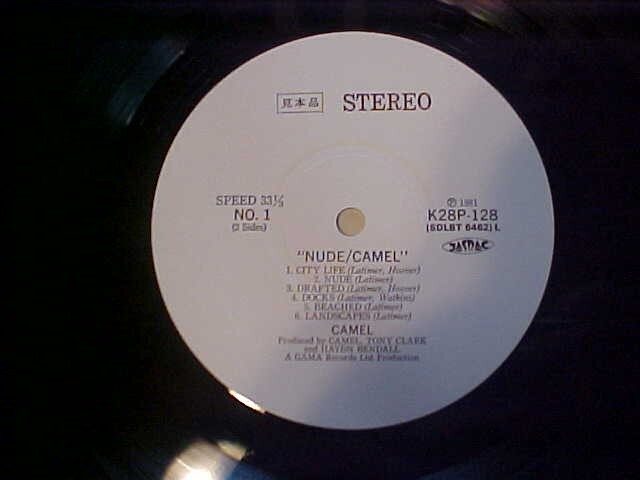 見本品 STEREO
SPEED 33⅓
NO. 1
(2 Sides)
Ⓟ 1981
K28P-128
(SDLBT 6462) L
JASRAC
"NUDE/CAMEL"
1. CITY LIFE (Latimer, Hoover)
2. NUDE (Latimer)
3. DRAFTED (Latimer, Hoover)
4. DOCKS (Latimer, Watkins)
5. BEACHED (Latimer)
6. LANDSCAPES (Latimer)
CAMEL
Produced by CAMEL, TONY CLARK
and HAYDN BENDALL
A GAMA Records Ltd Production